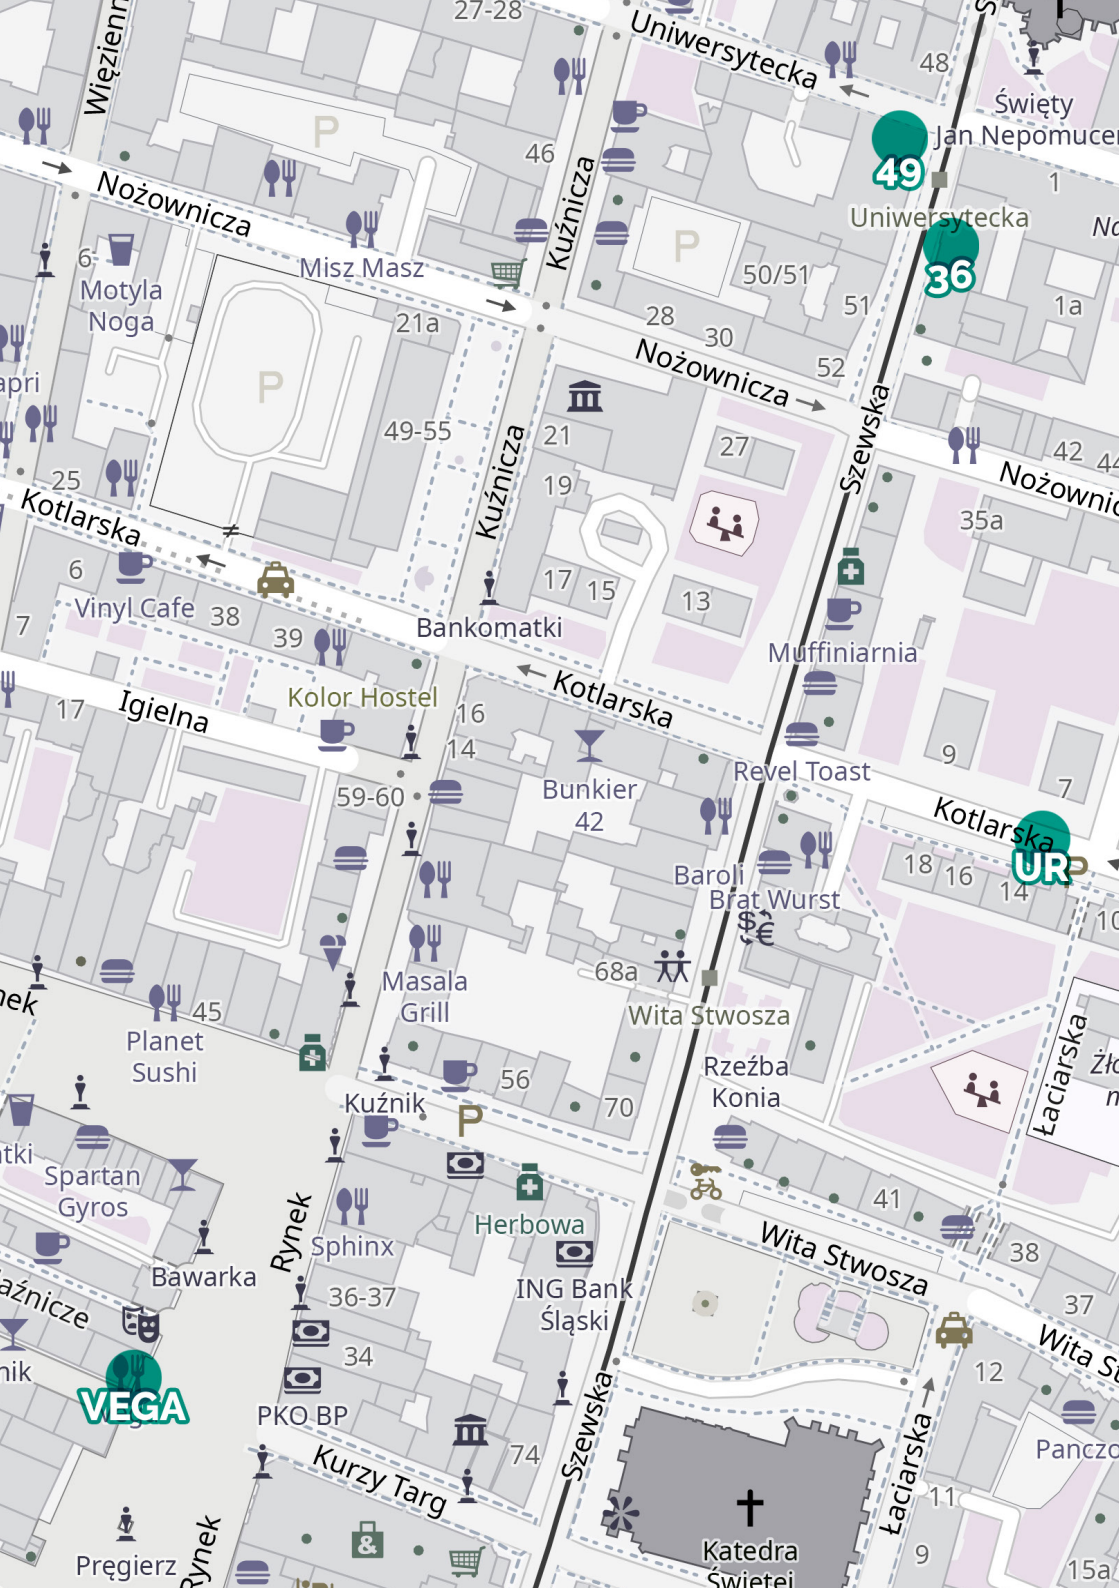 27-28
Uniwersytecka
48
Święty
Jan Nepomucen
49
1
Uniwersytecka
36
50/51
51
1a
46
P
Nożownicza
Kuźnicza
6
Motyla
Noga
Misz Masz
21a
P
P
28
30
52
Nożownicza
Szewska
42
44
35a
27
21
19
17
15
13
49-55
Kuźnicza
25
Kotlarska
6
Vinyl Cafe
38
39
7
Bankomatki
Muffiniarnia
Kolor Hostel
Kotlarska
17
Igielna
16
14
59-60
Bunkier
42
Revel Toast
9
7
Kotlarska
UR
P
18
16
14
10
Baroli
Brat Wurst
68a
Wita Stwosza
Masala
Grill
45
Planet
Sushi
Rzeźba
Konia
Łaciarska
56
70
Kuźnik
P
Spartan
Gyros
Rynek
Sphinx
Herbowa
41
Wita Stwosza
38
37
Bawarka
ING Bank
Śląski
36-37
34
VEGA
PKO BP
12
Kurzy Targ
74
Szewska
Łaciarska
11
9
15a
Pręgierz
Rynek
Katedra
Świętej